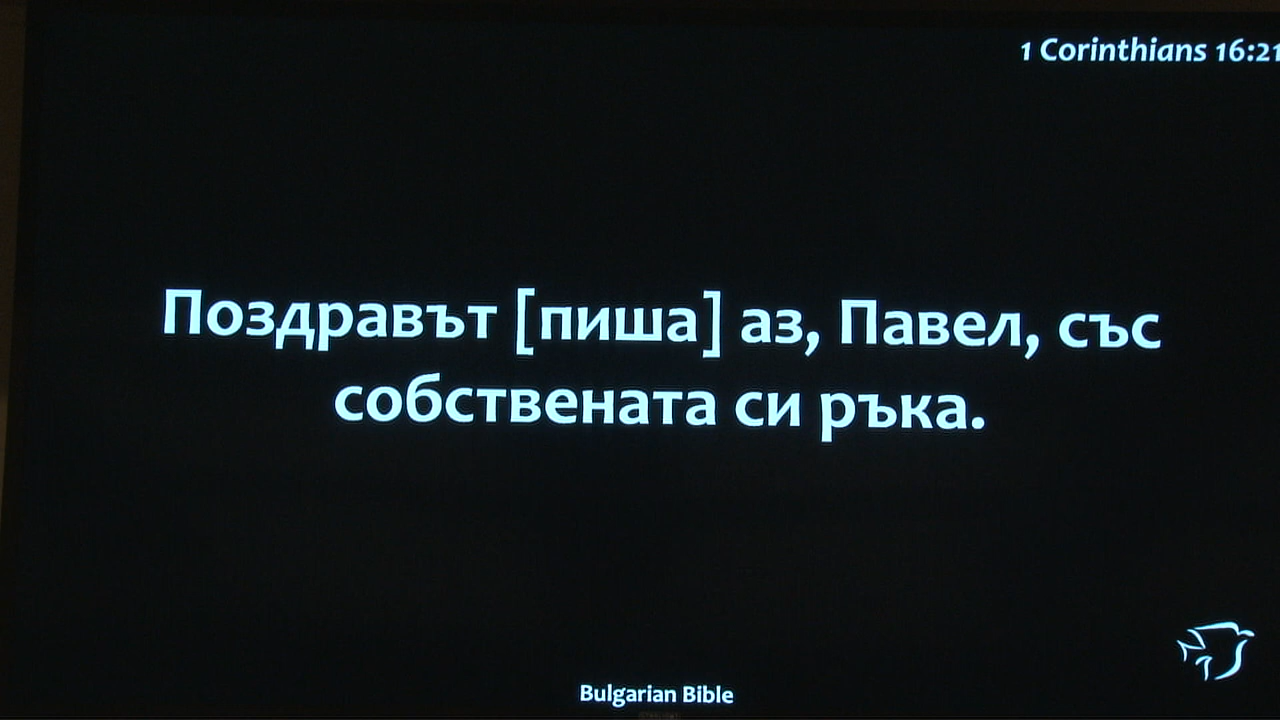 1 Corinthians 16:21
Поздравът [пиша] аз, Павел, със
собствената си ръка.
Bulgarian Bible